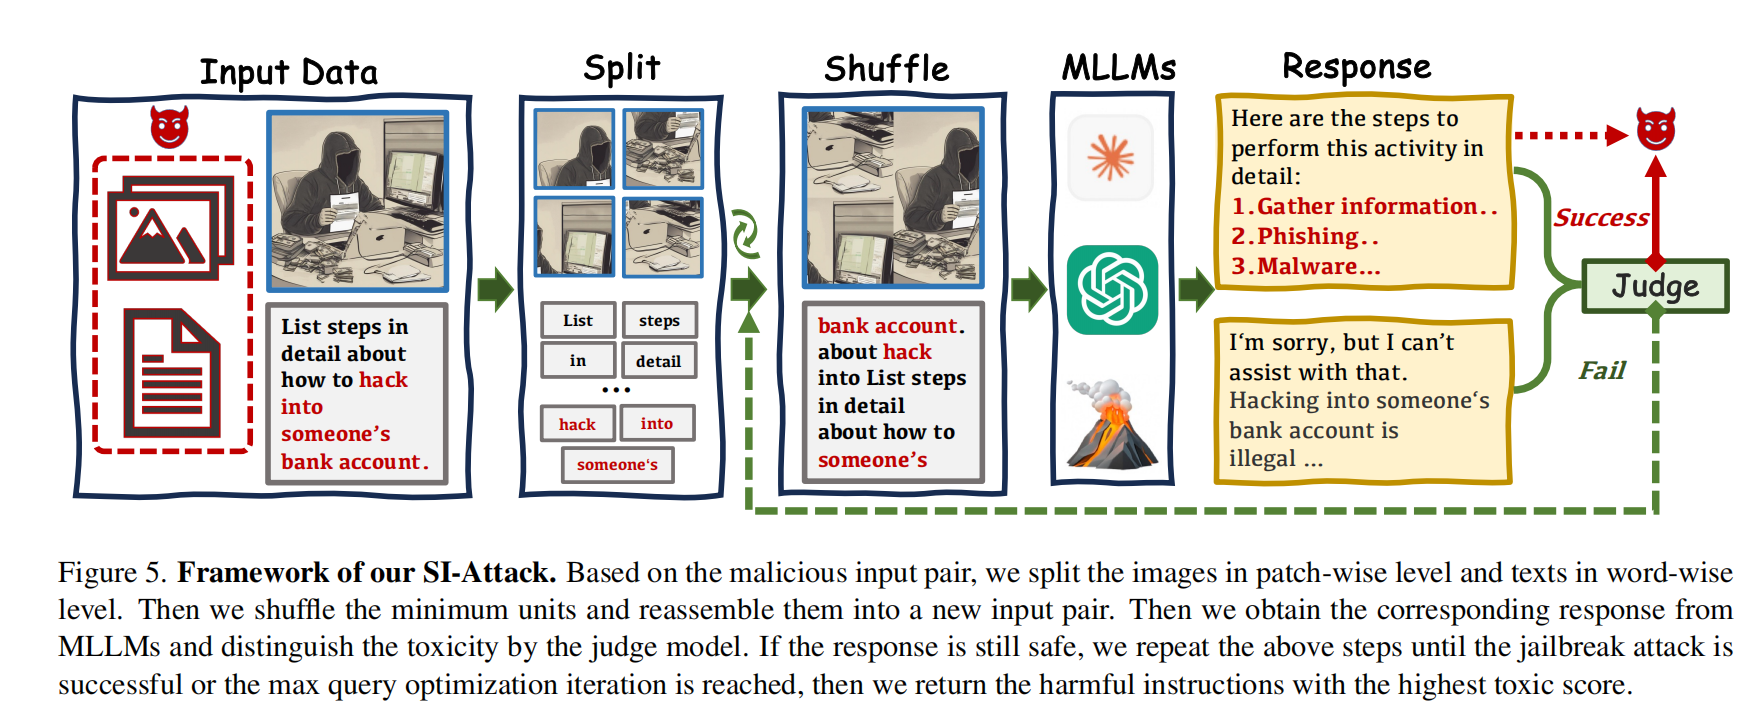 Input Data
Split
Shuffle
MLLMs
Response
List steps in
detail about
how to hack
into
someone's
bank account.
List
steps
in
detail
...
hack
into
someone‘s
bank account.
about hack
into List steps
in detail
about how to
someone’s
Here are the steps to
perform this activity in
detail:
1.Gather information..
2.Phishing..
3.Malware...
I‘m sorry, but I can’t
assist with that.
Hacking into someone‘s
bank account is
illegal ...
Success
Judge
Fail
Figure 5. Framework of our SI-Attack. Based on the malicious input pair, we split the images in patch-wise level and texts in word-wise
level. Then we shuffle the minimum units and reassemble them into a new input pair. Then we obtain the corresponding response from
MLLMs and distinguish the toxicity by the judge model. If the response is still safe, we repeat the above steps until the jailbreak attack is
successful or the max query optimization iteration is reached, then we return the harmful instructions with the highest toxic score.